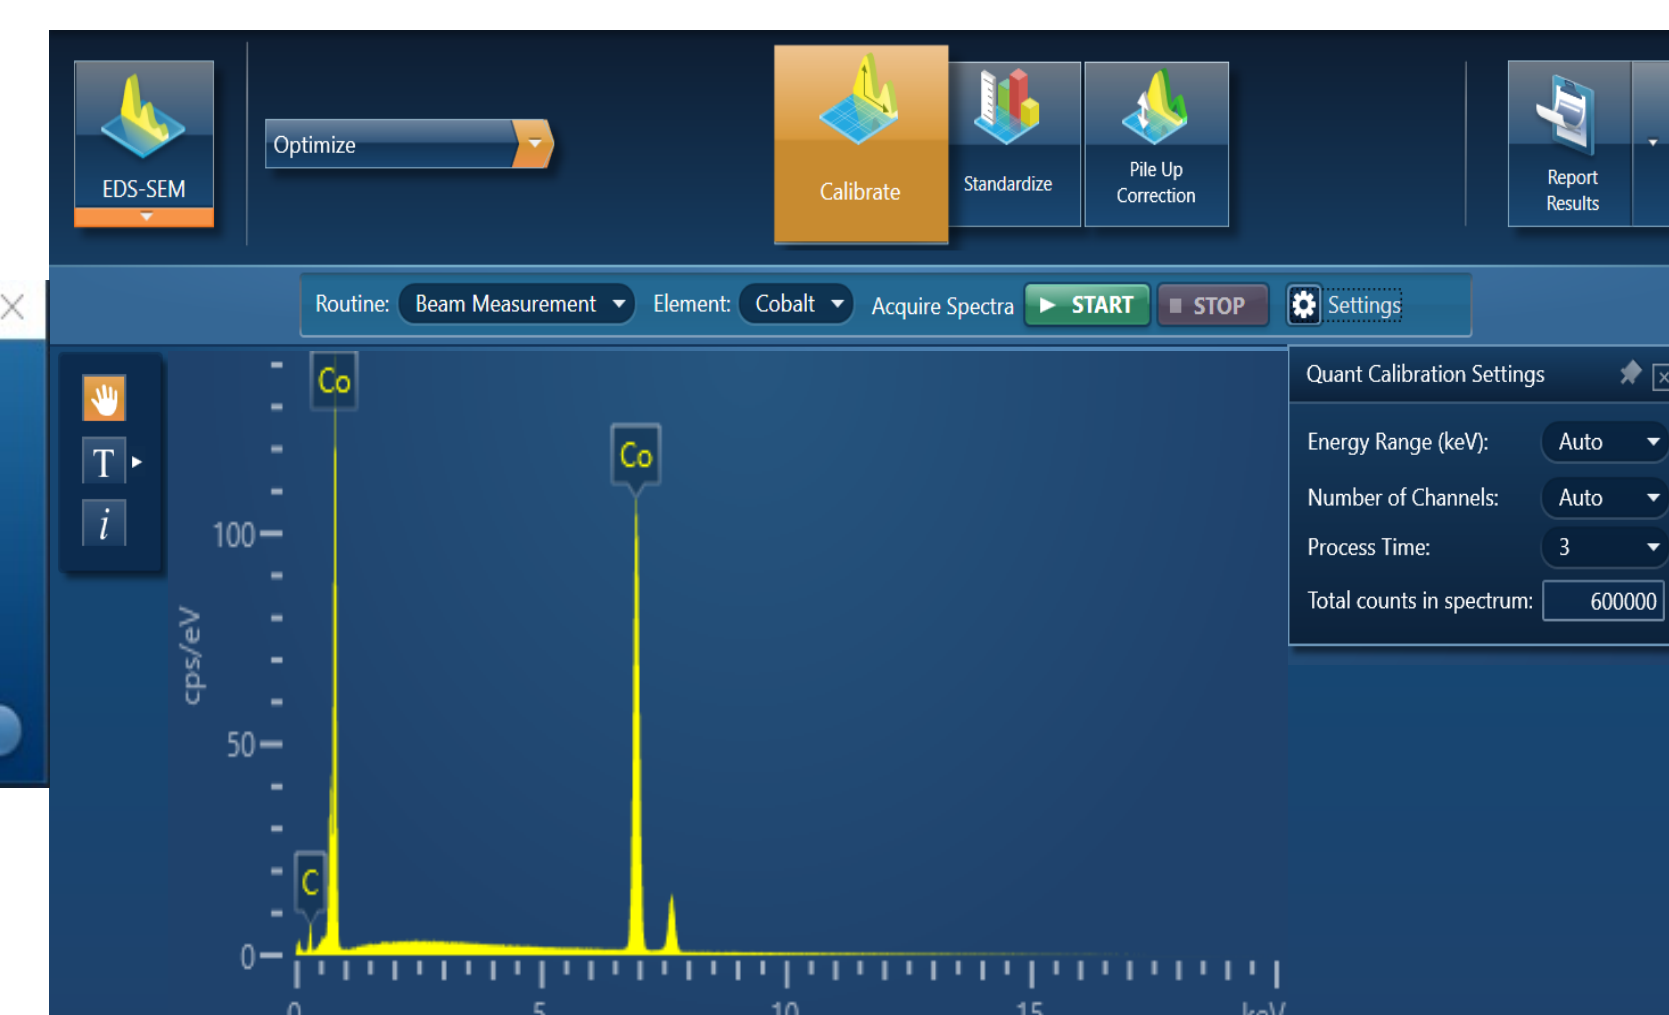 EDS-SEM
Optimize
Calibrate
Standardize
Pile Up
Correction
Report
Results
Routine: Beam Measurement Element: Cobalt Acquire Spectra START STOP Settings
T
i
Quant Calibration Settings
Energy Range (keV): Auto
Number of Channels: Auto
Process Time: 3
Total counts in spectrum: 600000
Co
Co
C
cps/eV
100
50
0
0 5 10 15 keV